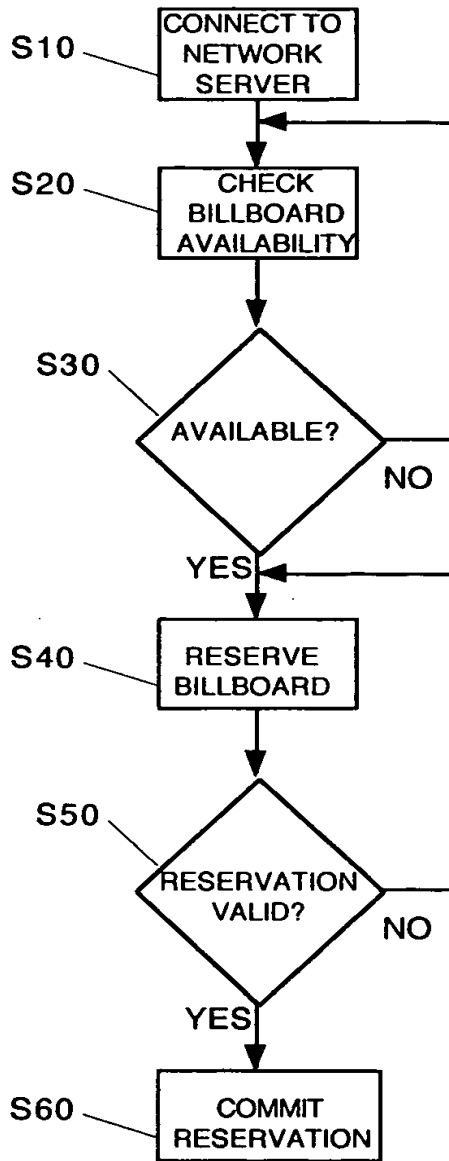 S10
CONNECT TO
NETWORK
SERVER
S20
CHECK
BILLBOARD
AVAILABILITY
S30
AVAILABLE?
NO
YES
S40
RESERVE
BILLBOARD
S50
RESERVATION
VALID?
NO
YES
S60
COMMIT
RESERVATION